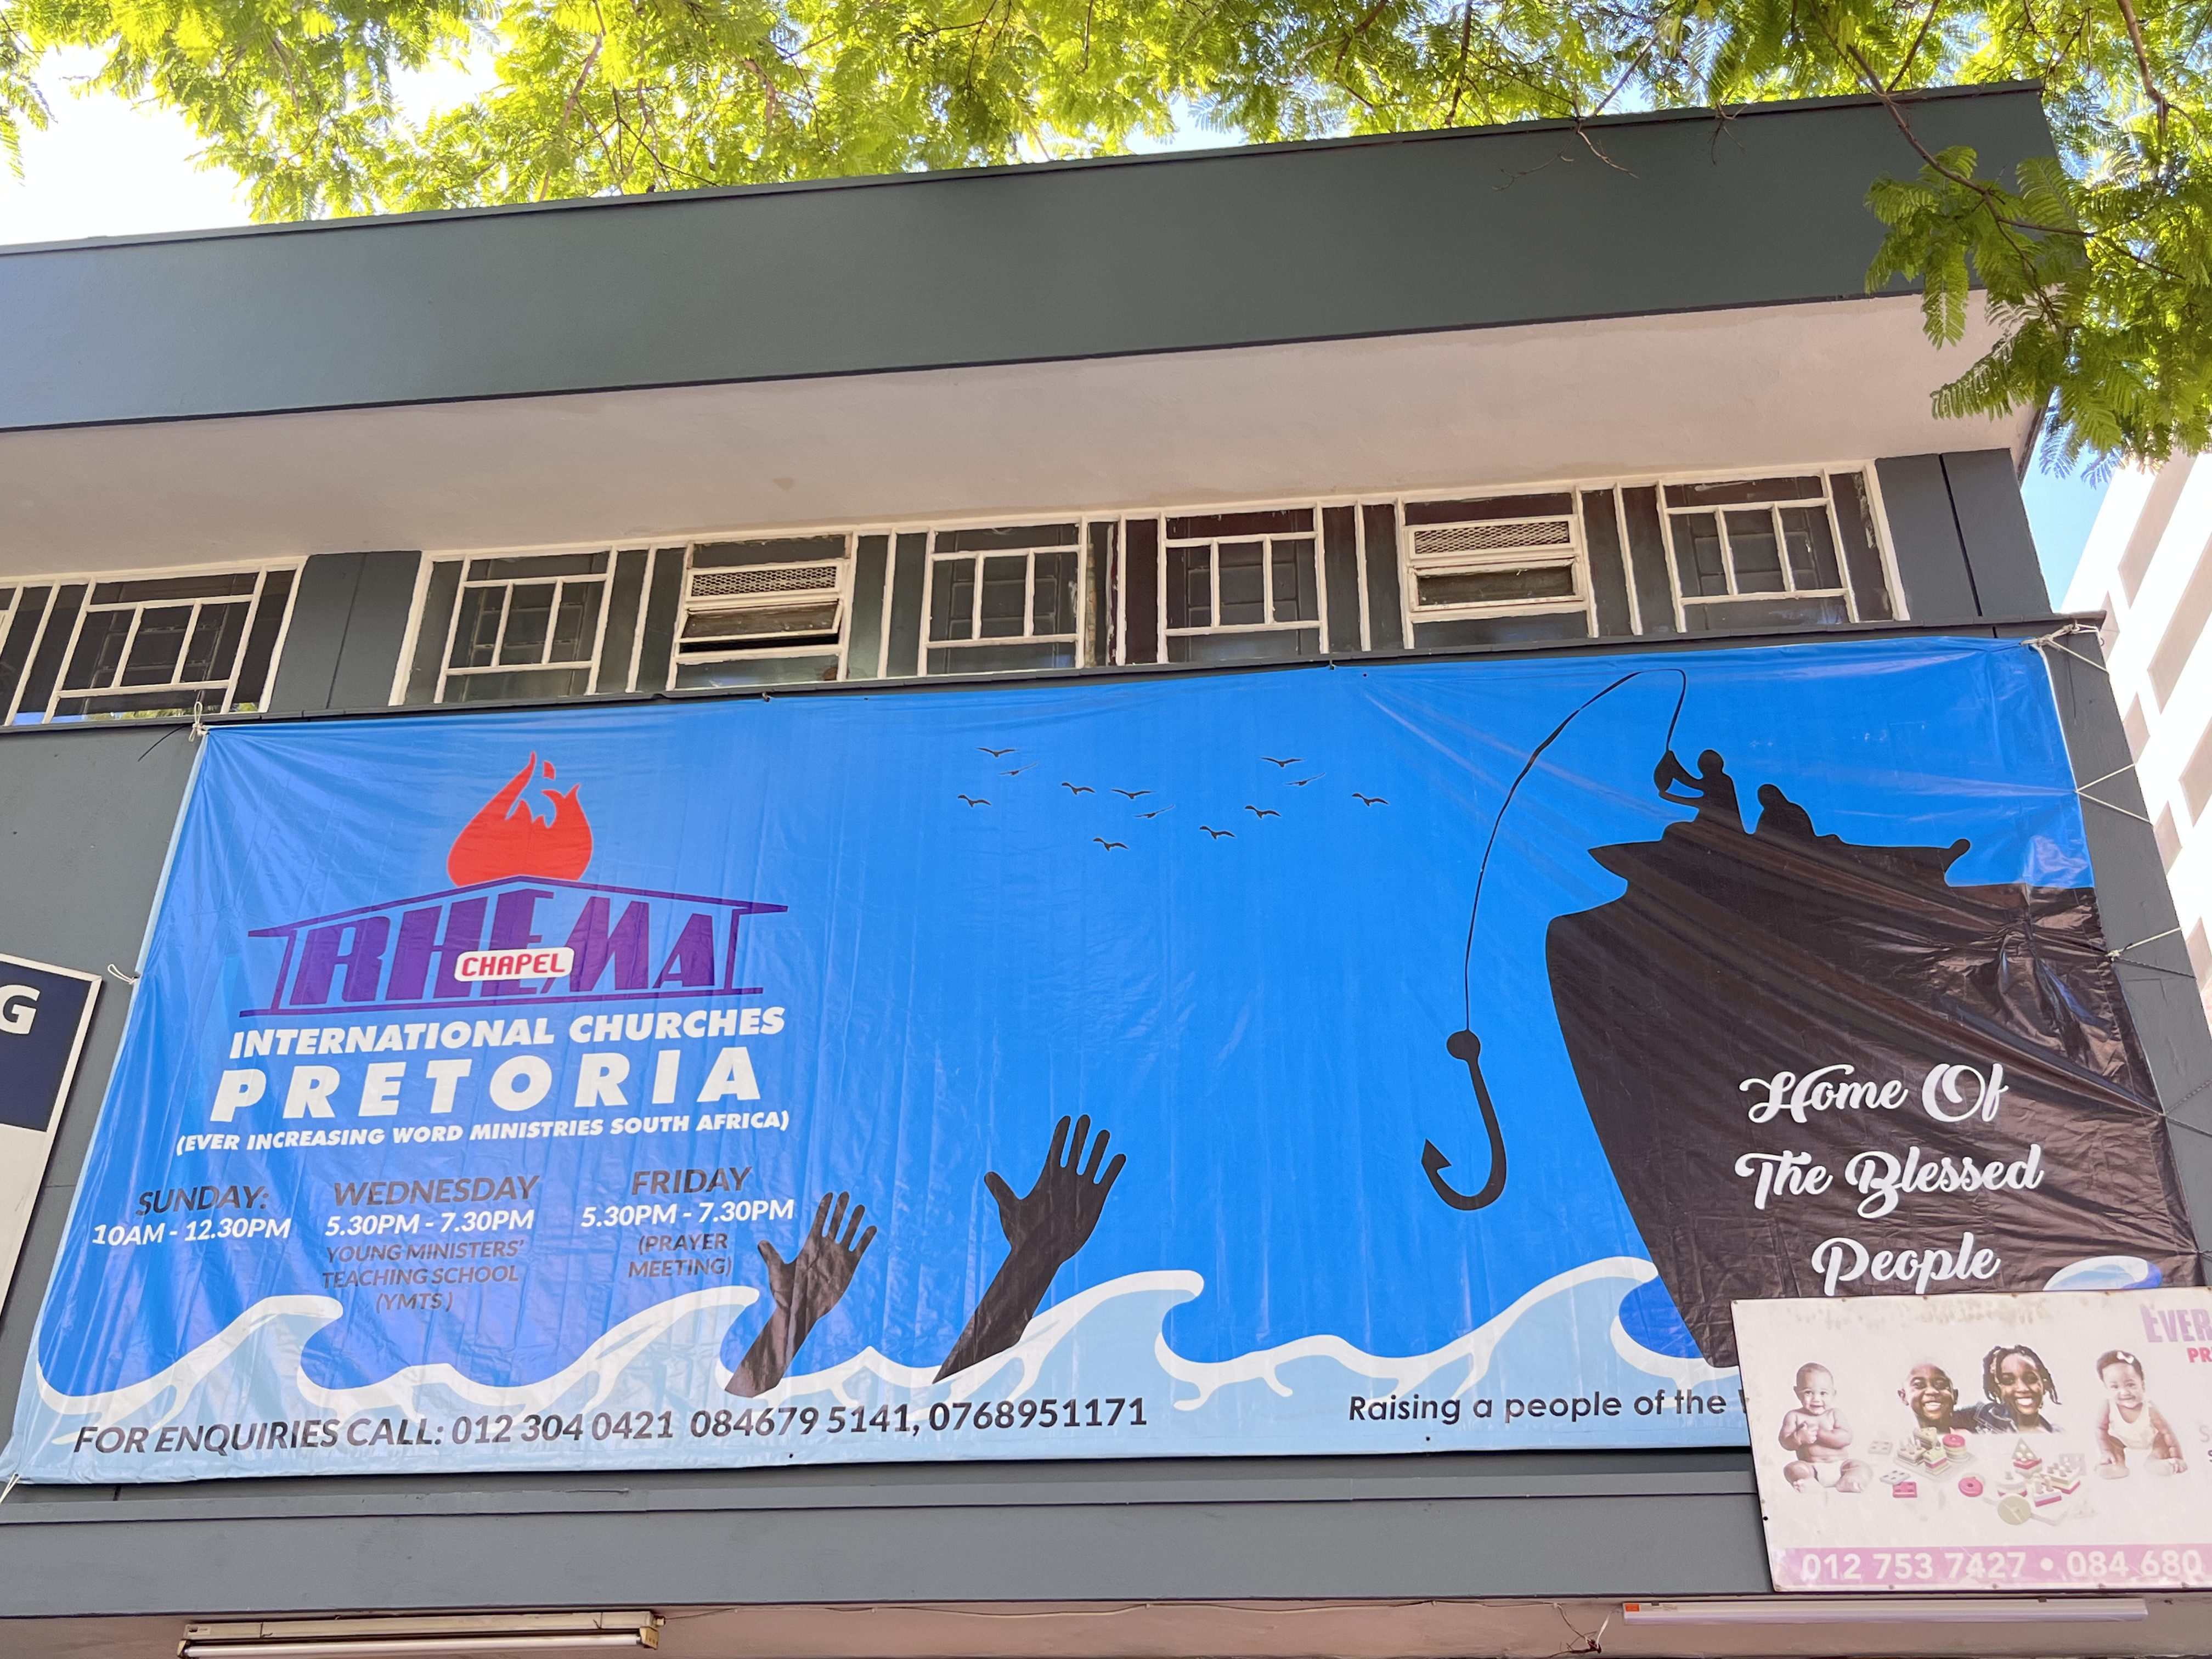 G
RHEMA
CHAPEL
INTERNATIONAL CHURCHES
PRETORIA
(EVER INCREASING WORD MINISTRIES SOUTH AFRICA)
SUNDAY:
10AM - 12.30PM
WEDNESDAY
5.30PM - 7.30PM
YOUNG MINISTERS'
TEACHING SCHOOL
(YMTS)
FRIDAY
5.30PM - 7.30PM
(PRAYER
MEETING)
FOR ENQUIRIES CALL: 012 304 0421 084679 5141, 0768951171
Home Of
The Blessed
People
Raising a people of the
EVER
PR
012 753 7427 • 084 680